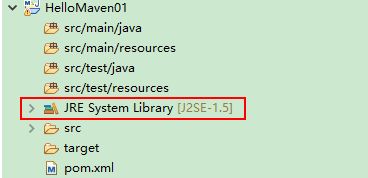 HelloMaven01
src/main/java
src/main/resources
src/test/java
src/test/resources
JRE System Library [J2SE-1.5]
src
target
pom.xml